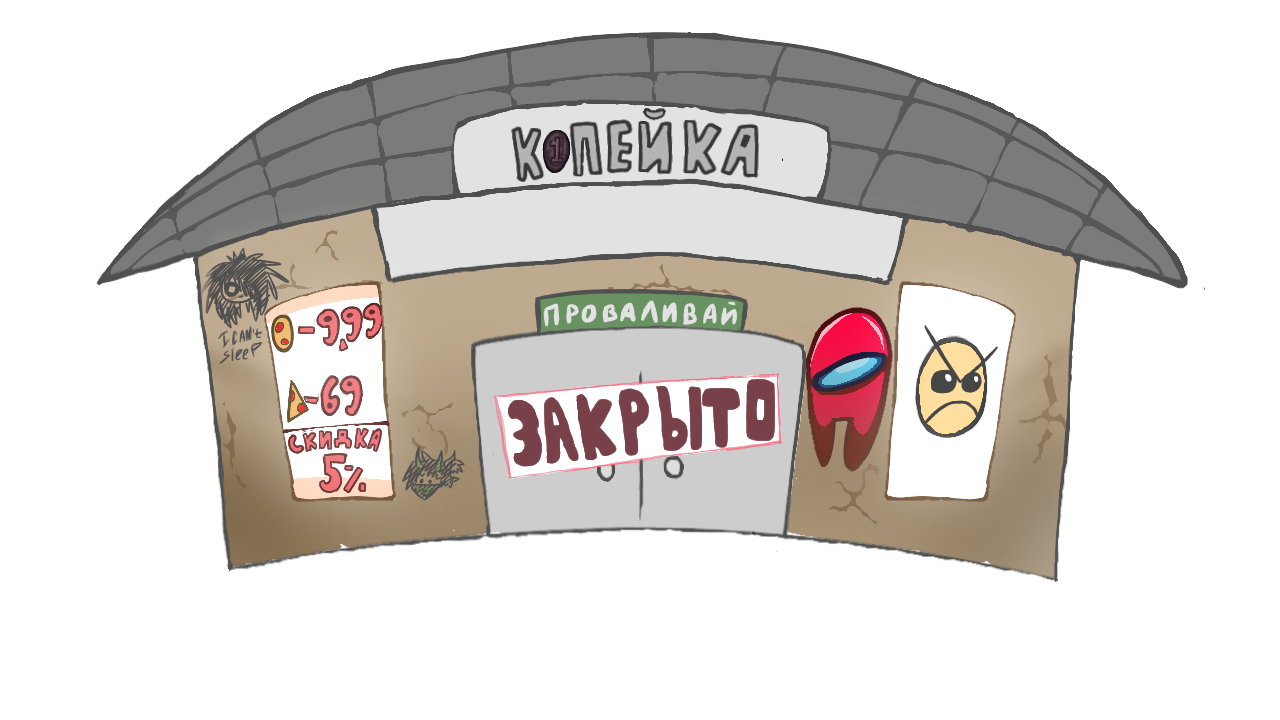 КОПЕЙКА
ПРОВАЛИВАЙ
ЗАКРЫТО
I CAN't
sleep
-9,99
-69
СКИДКА
5%